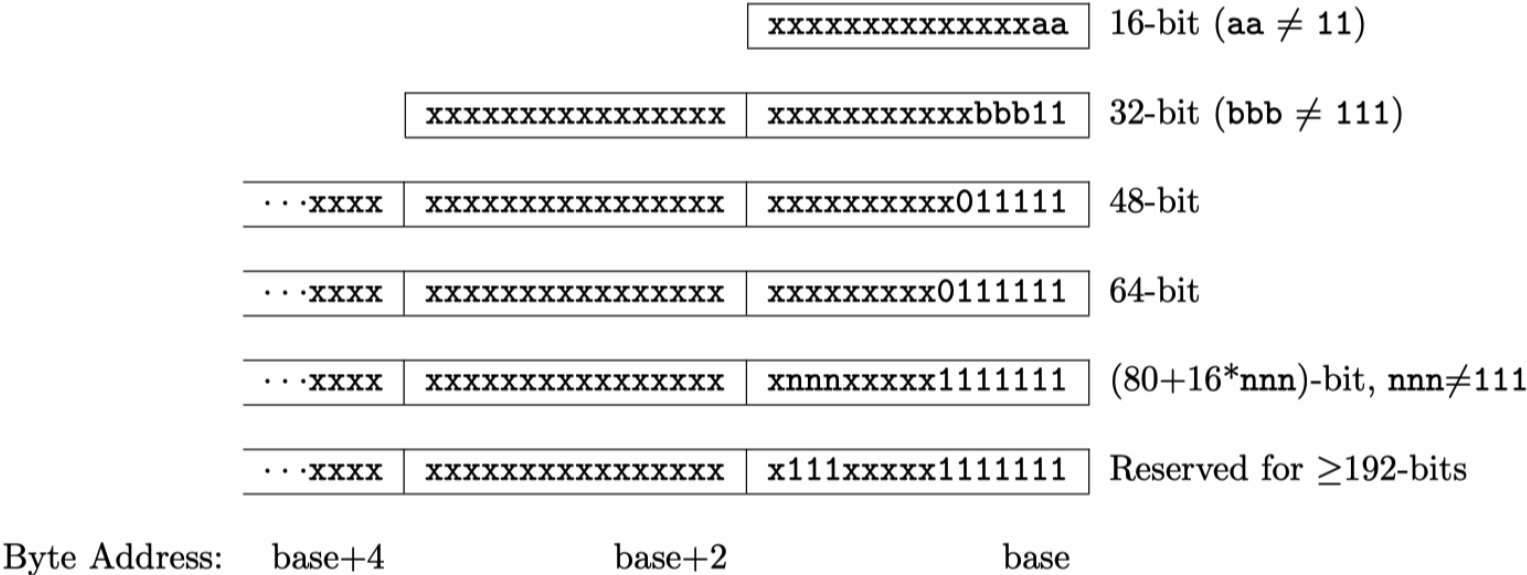 xxxxxxxxxxxxxxaa 16-bit (aa ≠ 11)
xxxxxxxxxxxxxxxx xxxxxxxxxxxbbb11 32-bit (bbb ≠ 111)
···xxxx xxxxxxxxxxxxxxxx xxxxxxxxxx011111 48-bit
···xxxx xxxxxxxxxxxxxxxx xxxxxxxxx0111111 64-bit
···xxxx xxxxxxxxxxxxxxxx xnnnxxxxx1111111 (80+16*nnn)-bit, nnn≠111
···xxxx xxxxxxxxxxxxxxxx x111xxxxx1111111 Reserved for ≥192-bits
Byte Address: base+4 base+2 base